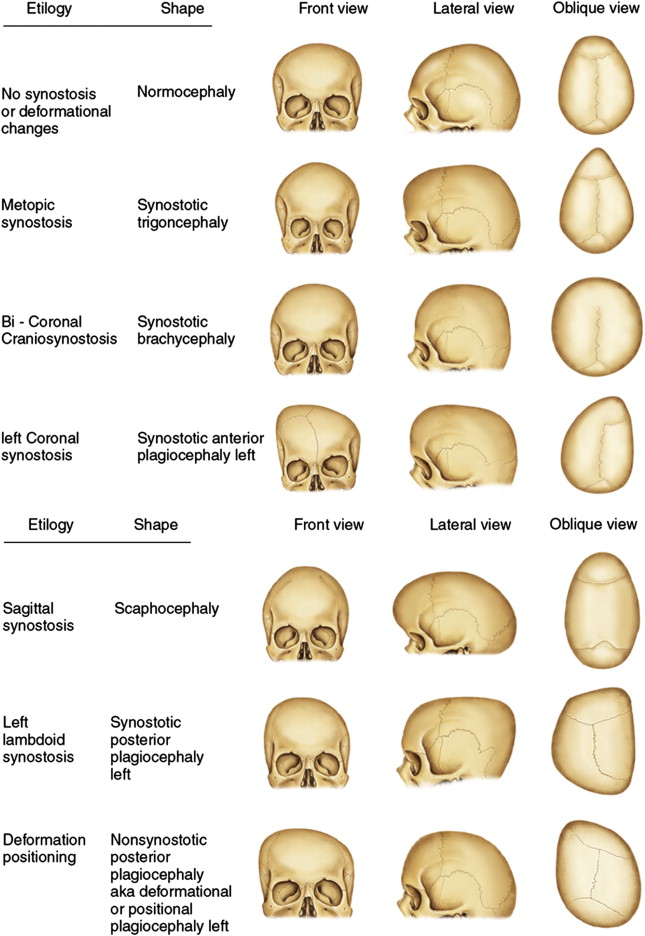 Etilogy Shape Front view Lateral view Oblique view
No synostosis
or deformational
changes
Normocephaly
Metopic
synostosis
Synostotic
trigoncephaly
Bi - Coronal
Craniosynostosis
Synostotic
brachycephaly
left Coronal
synostosis
Synostotic anterior
plagiocephaly left
Etilogy Shape Front view Lateral view Oblique view
Sagittal
synostosis
Scaphocephaly
Left
lambdoid
synostosis
Synostotic
posterior
plagiocephaly
left
Deformation
positioning
Nonsynostotic
posterior
plagiocephaly
aka deformational
or positional
plagiocephaly left